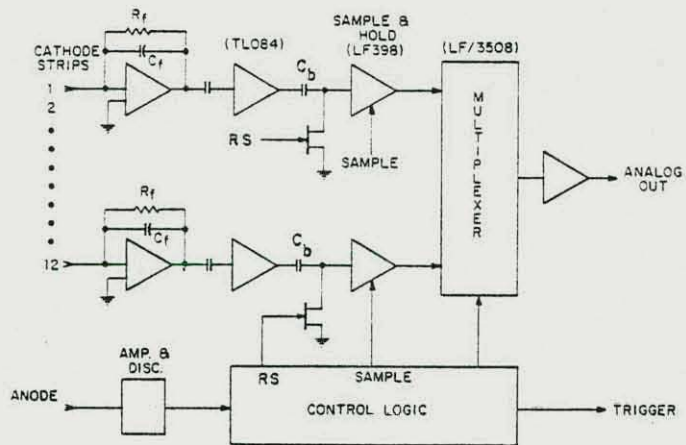 Rf
Cf
CATHODE
STRIPS
1
2
12
(TL084)
Cb
SAMPLE &
HOLD
(LF398)
(LF/3508)
MULTIPLEXER
RS
SAMPLE
ANALOG
OUT
Rf
Cf
Cb
AMP. &
DISC.
ANODE
RS
SAMPLE
CONTROL LOGIC
TRIGGER